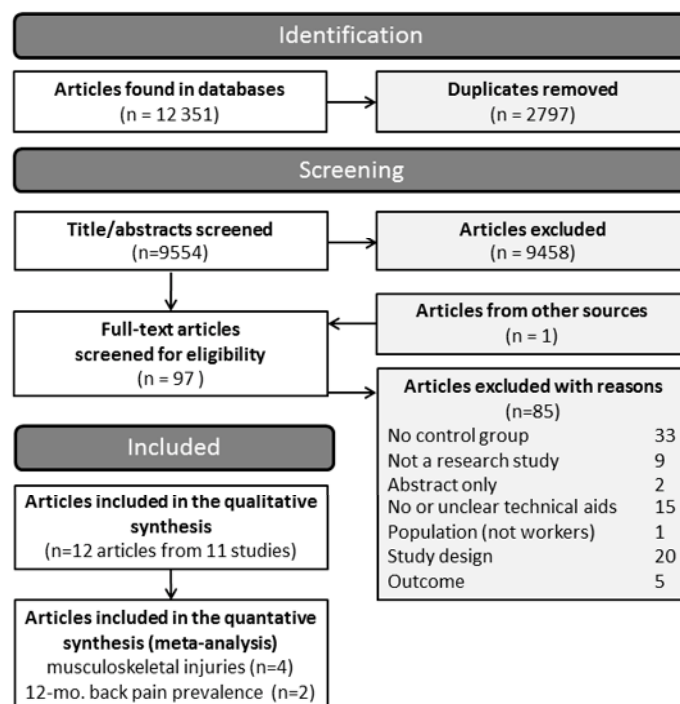 Identification
Articles found in databases
(n = 12 351)
Duplicates removed
(n = 2797)
Screening
Title/abstracts screened
(n=9554)
Articles excluded
(n = 9458)
Articles from other sources
(n = 1)
Full-text articles
screened for eligibility
(n = 97 )
Articles excluded with reasons
(n=85)
No control group 33
Not a research study 9
Abstract only 2
No or unclear technical aids 15
Population (not workers) 1
Study design 20
Outcome 5
Included
Articles included in the qualitative
synthesis
(n=12 articles from 11 studies)
Articles included in the quantative
synthesis (meta-analysis)
musculoskeletal injuries (n=4)
12-mo. back pain prevalence (n=2)